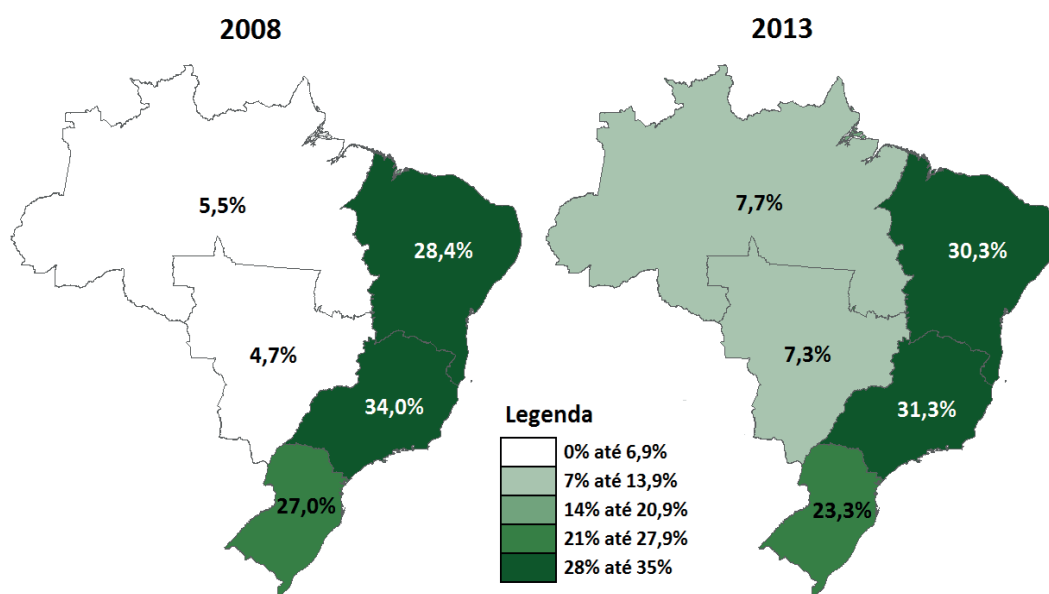 2008
2013
5,5%
28,4%
4,7%
34,0%
27,0%
7,7%
30,3%
7,3%
31,3%
23,3%
Legenda
0% até 6,9%
7% até 13,9%
14% até 20,9%
21% até 27,9%
28% até 35%